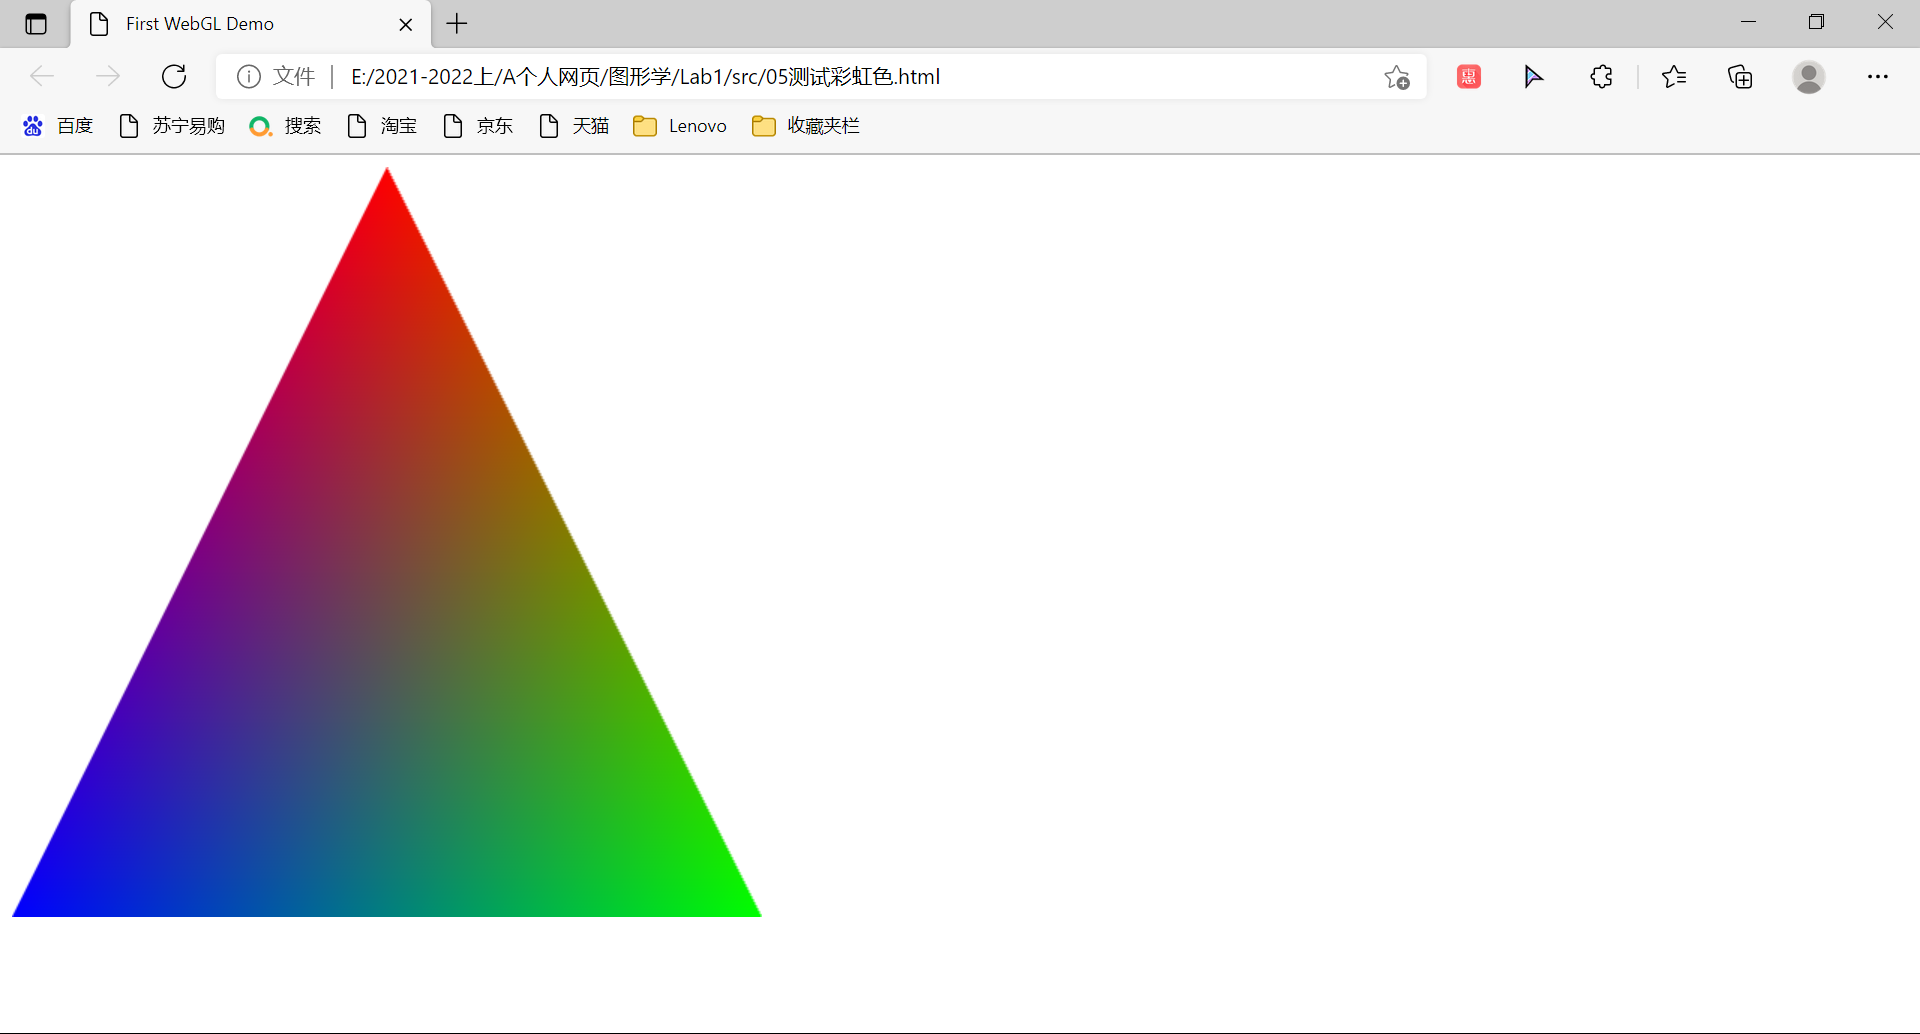 First WebGL Demo
文件 E:/2021-2022上/A个人网页/图形学/Lab1/src/05测试彩虹色.html
惠
du 百度 苏宁易购 搜索 淘宝 京东 天猫 Lenovo 收藏夹栏